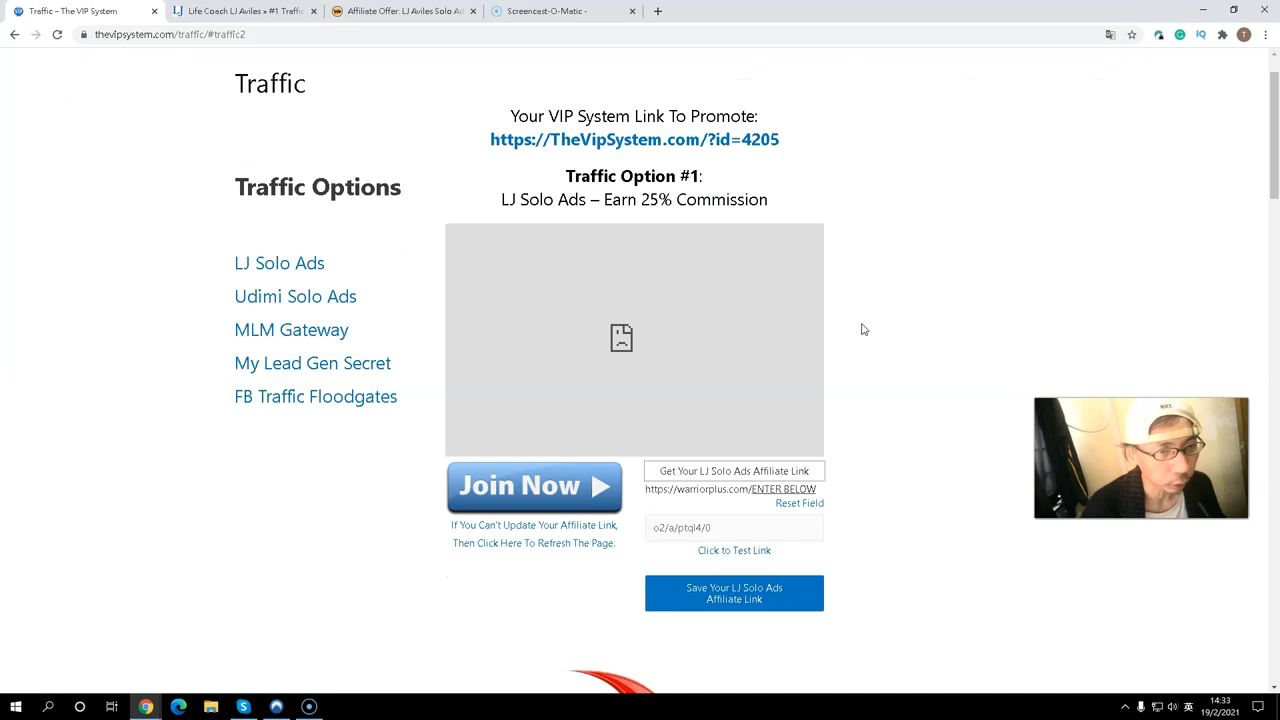 Traffic – The VIP System
Life Coach LJ Aviles » #1 Traffi
Affiliate Offer: LJ Aviles Solo Ad
Screencast-O-Matic -
thevipsystem.com/traffic/#traffic2
Traffic
Your VIP System Link To Promote:
https://TheVipSystem.com/?id=4205
Traffic Option #1:
LJ Solo Ads – Earn 25% Commission
Traffic Options
LJ Solo Ads
Udimi Solo Ads
MLM Gateway
My Lead Gen Secret
FB Traffic Floodgates
Join Now
If You Can't Update Your Affiliate Link,
Then Click Here To Refresh The Page.
Get Your LJ Solo Ads Affiliate Link
https://warriorplus.com/ENTER BELOW
Reset Field
o2/a/ptql4/0
Click to Test Link
Save Your LJ Solo Ads
Affiliate Link
14:33
19/2/2021